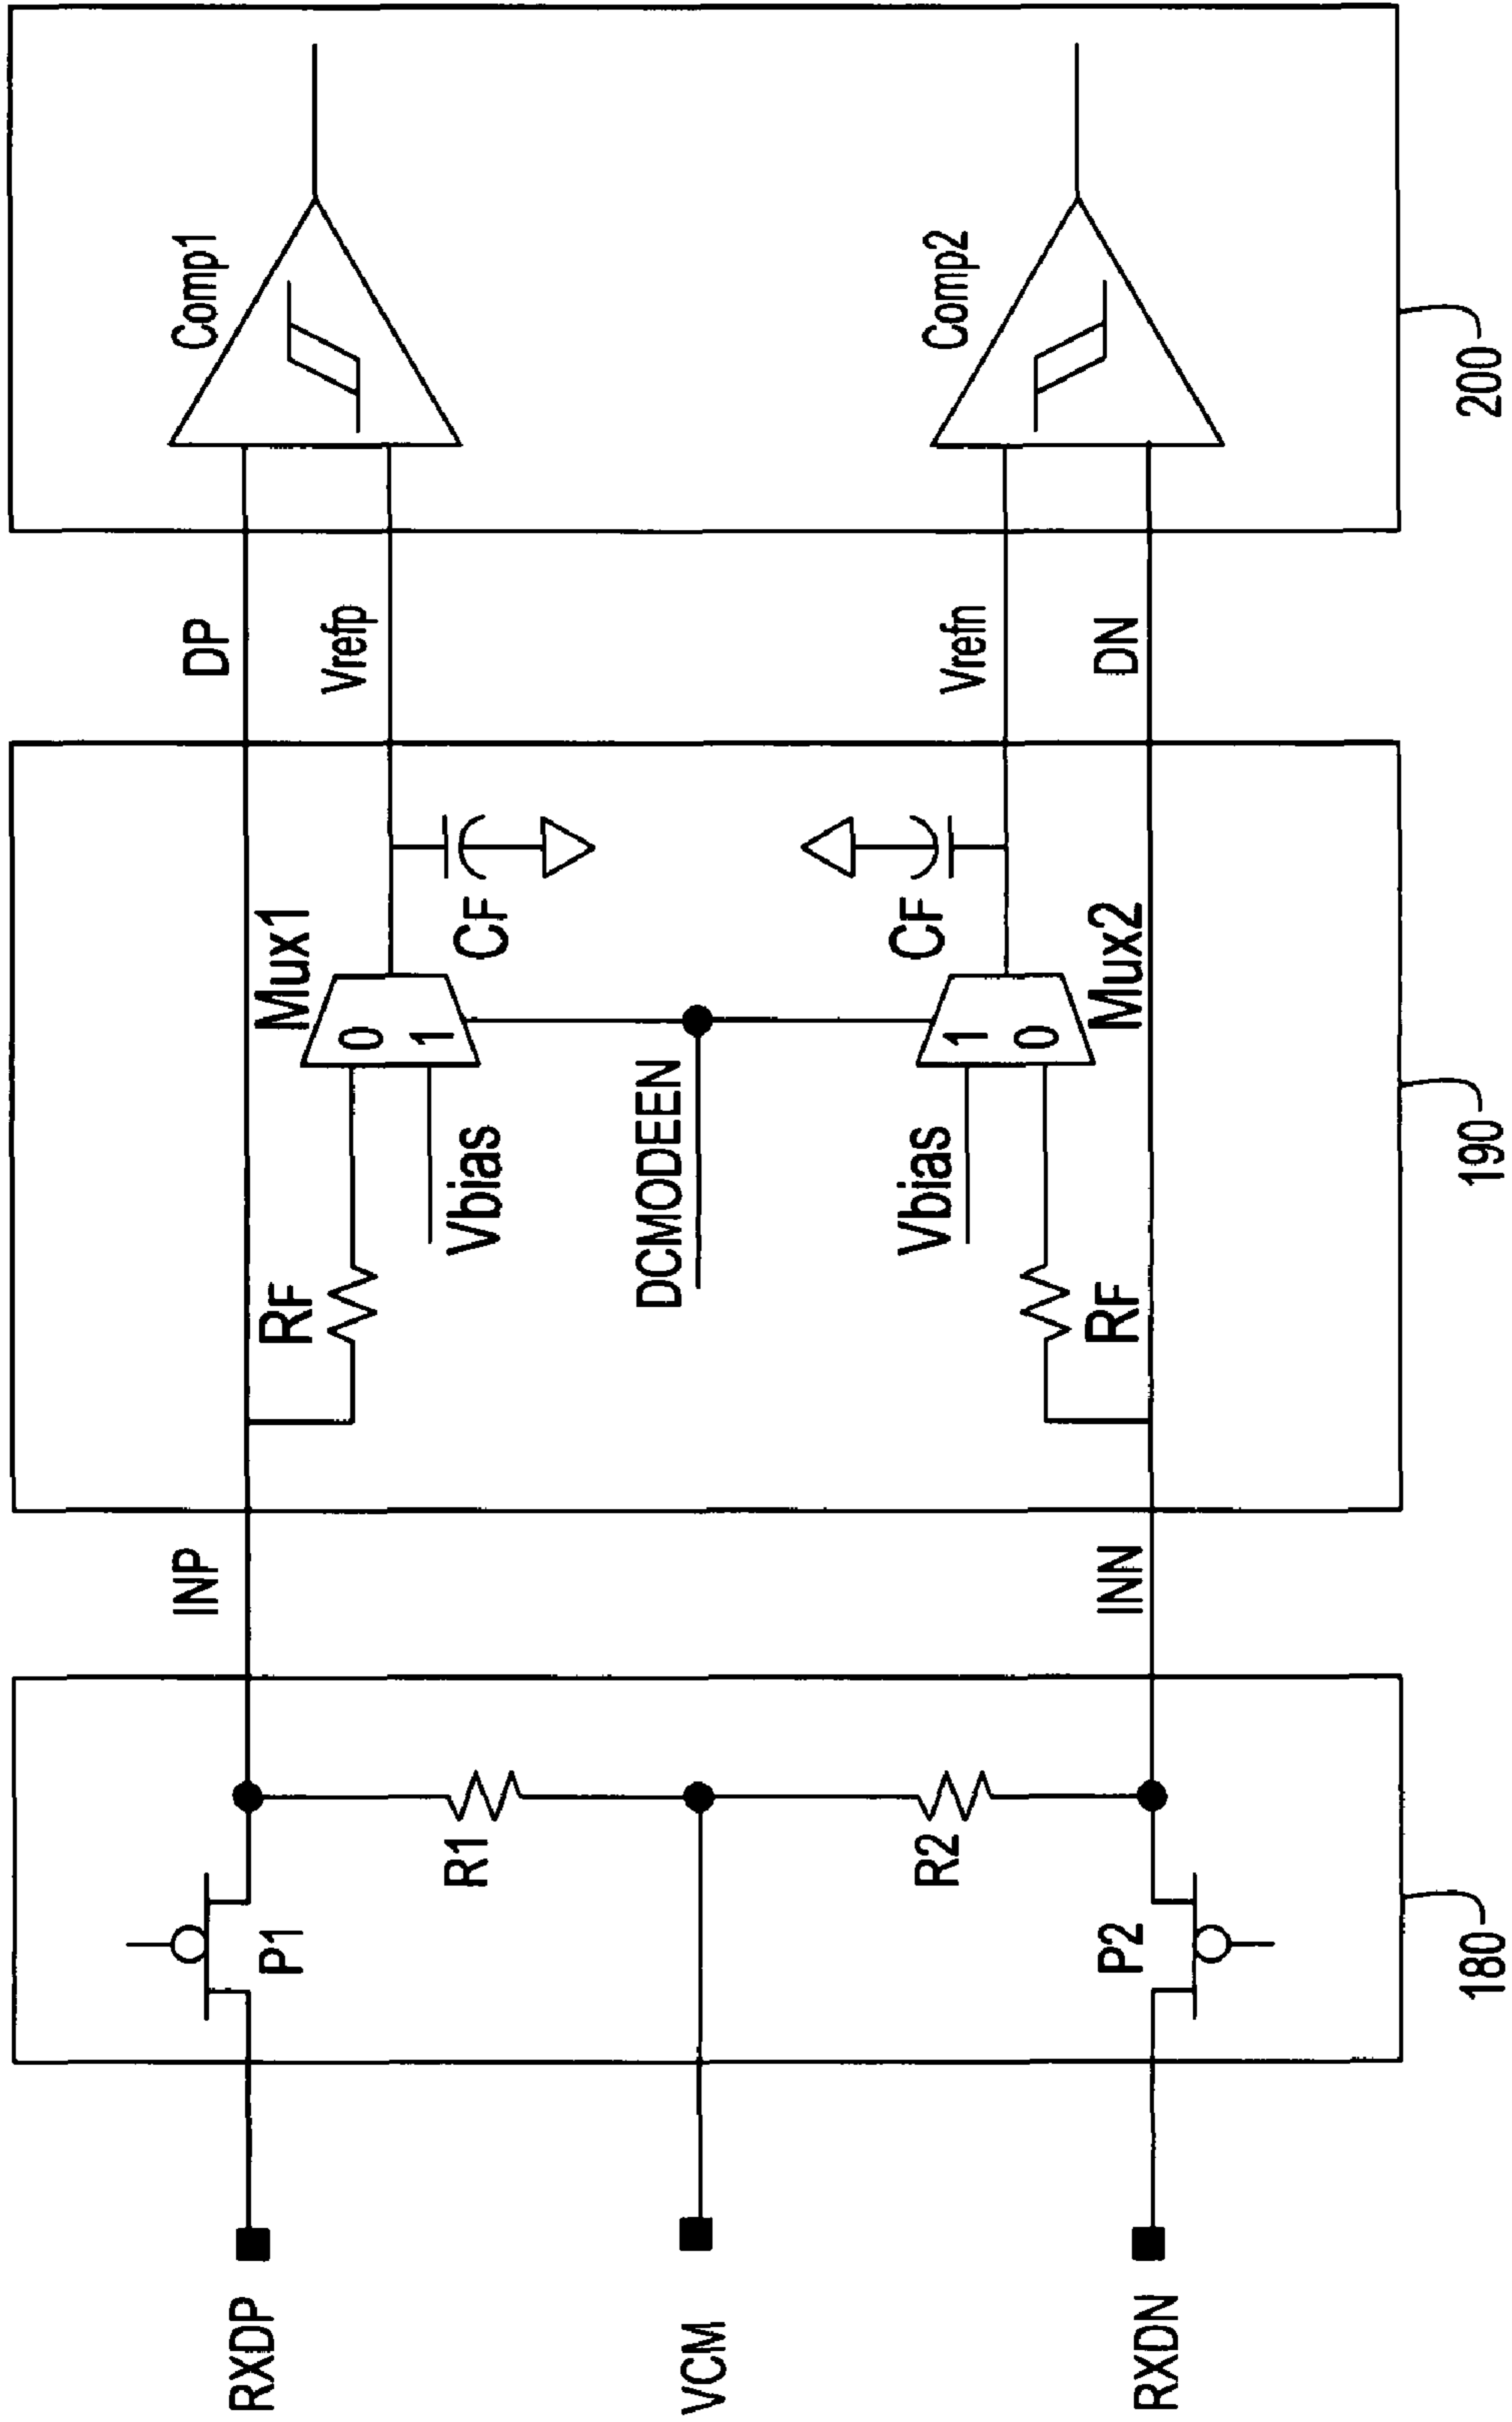 RXDP
VCM
RXDN
P1
R1
R2
P2
180
INP
INN
RF
Vbias
DCMODEEN
Vbias
RF
Mux1
0
1
1
0
Mux2
CF
CF
190
DP
Vrefp
Vrefn
DN
Comp1
Comp2
200